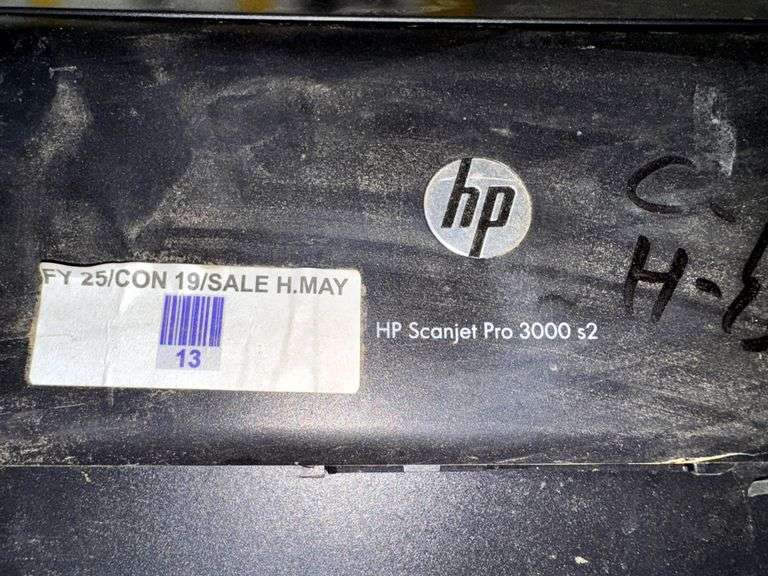 hp
FY 25/CON 19/SALE H.MAY
13
HP Scanjet Pro 3000 s2